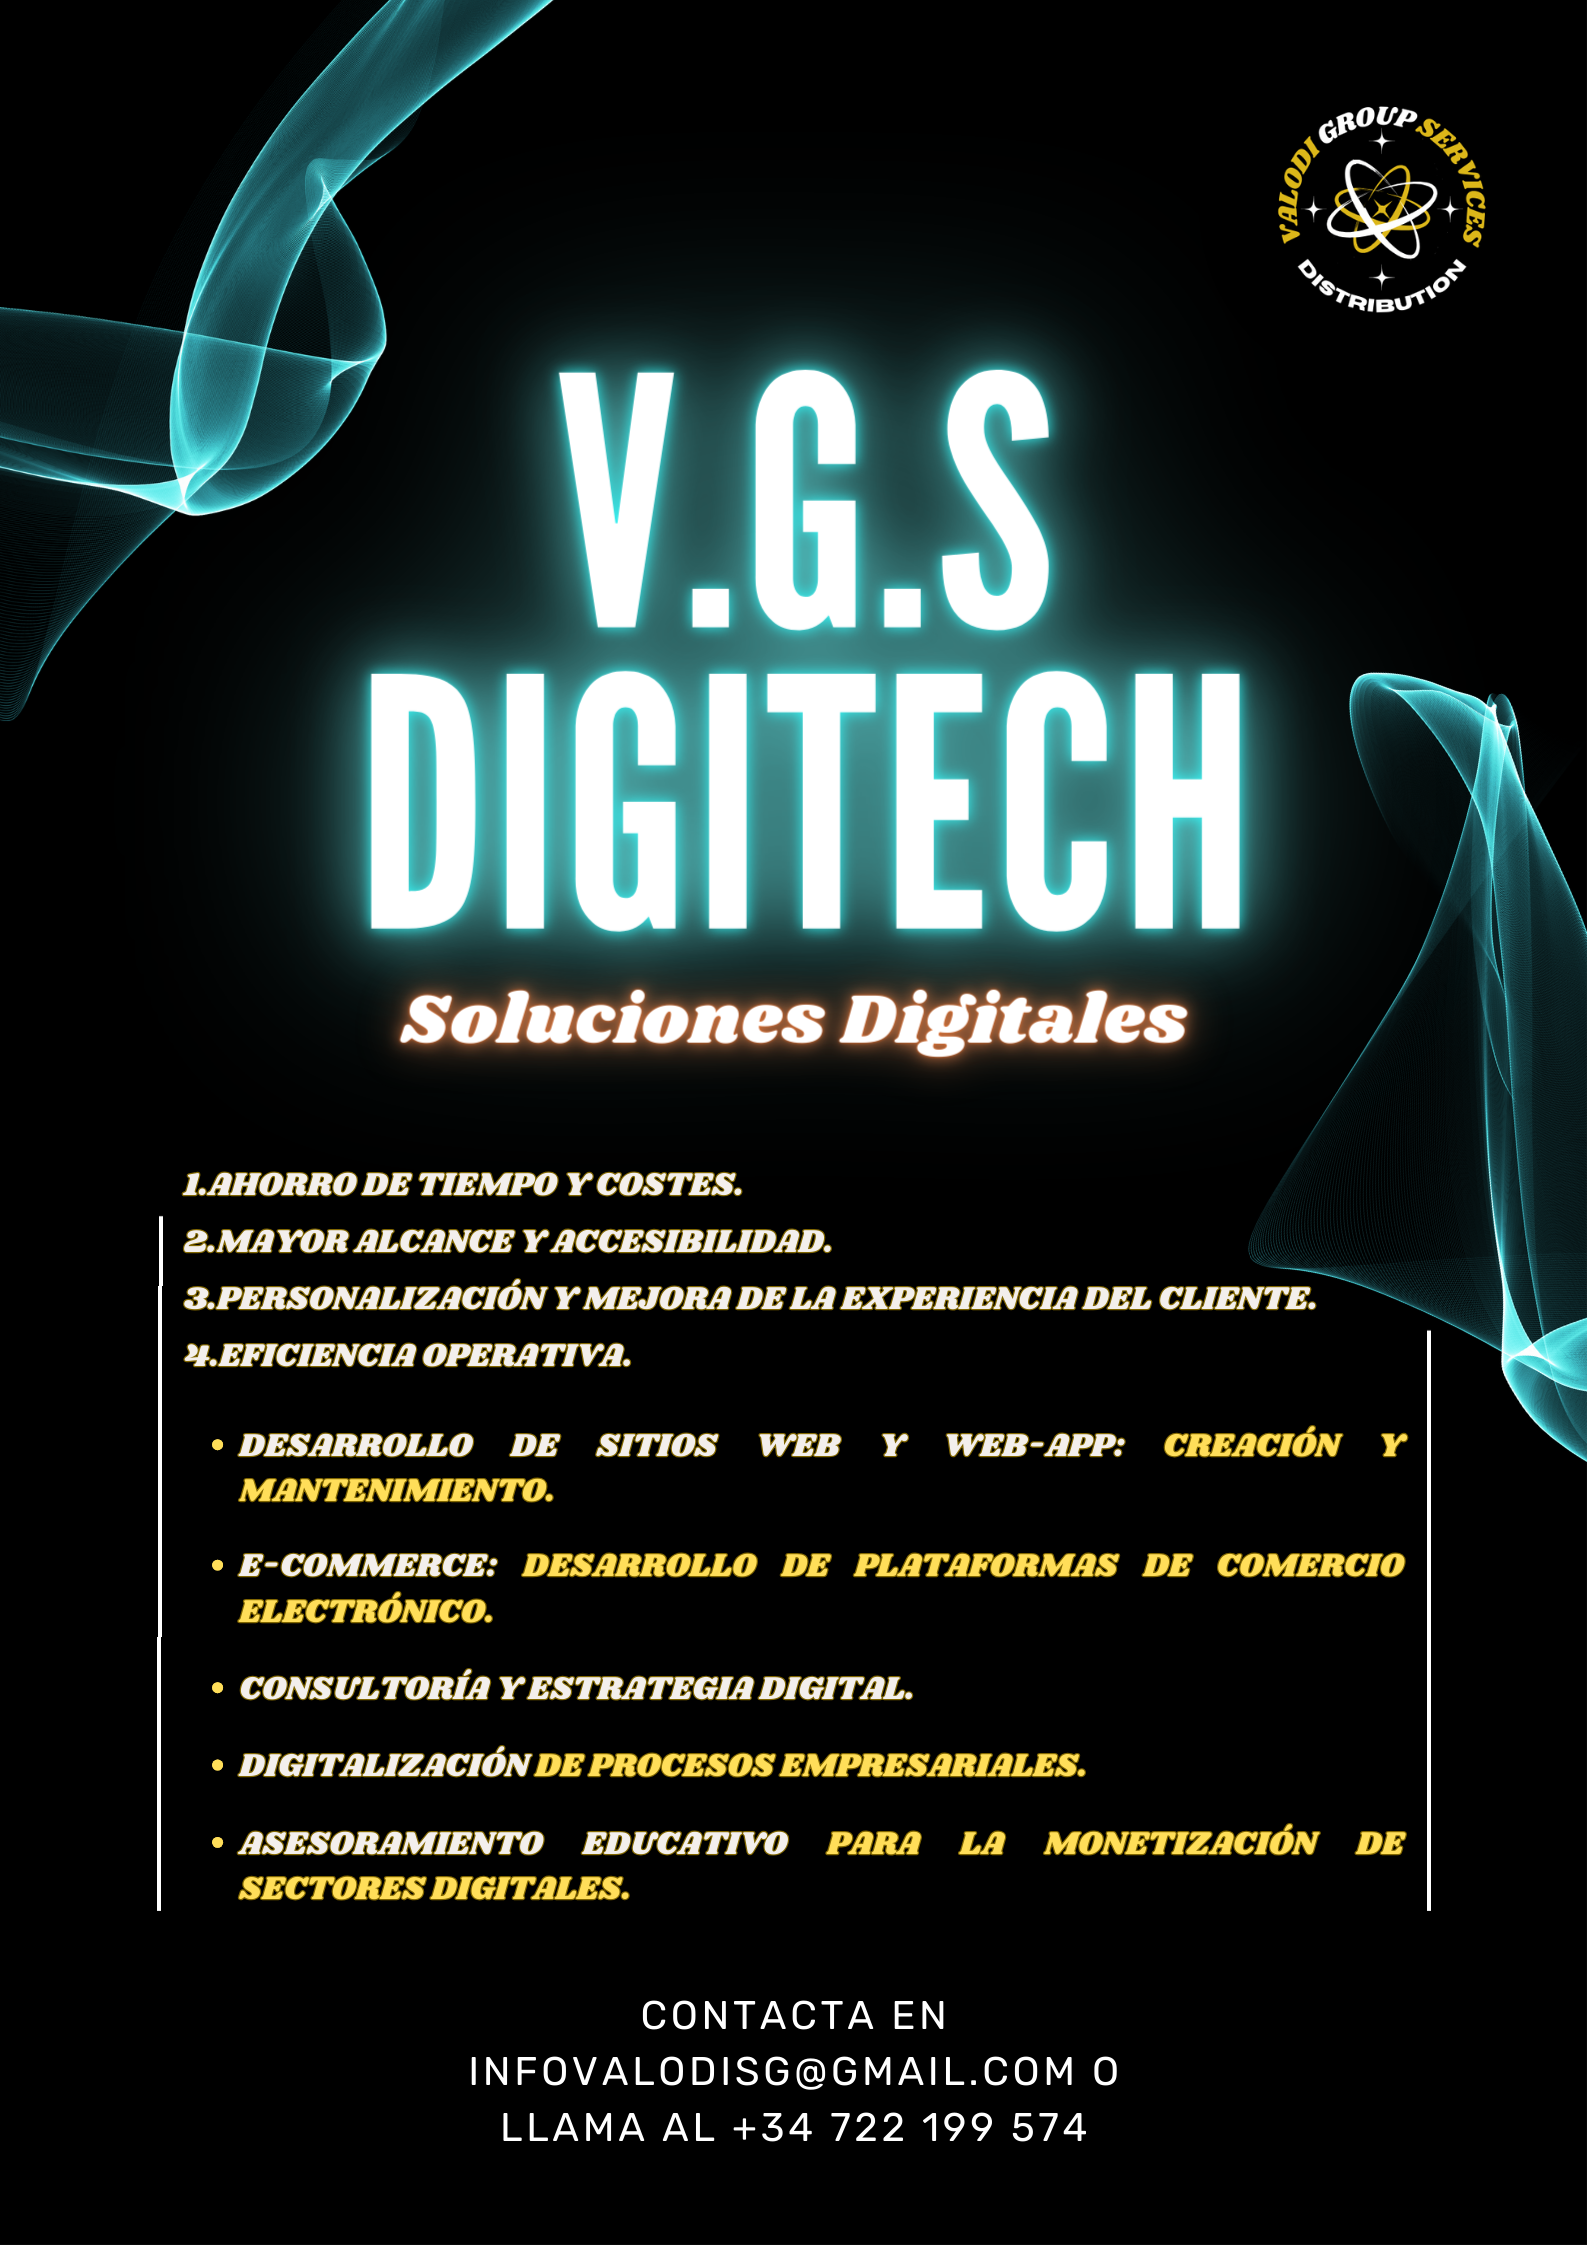 VALODI GROUP SERVICES
DISTRIBUTION
V.G.S
DIGITECH
Soluciones Digitales
1.AHORRO DE TIEMPO Y COSTES.
2.MAYOR ALCANCE Y ACCESIBILIDAD.
3.PERSONALIZACIÓN Y MEJORA DE LA EXPERIENCIA DEL CLIENTE.
4.EFICIENCIA OPERATIVA.
• DESARROLLO DE SITIOS WEB Y WEB-APP: CREACIÓN Y
MANTENIMIENTO.
• E-COMMERCE: DESARROLLO DE PLATAFORMAS DE COMERCIO
ELECTRÓNICO.
• CONSULTORÍA Y ESTRATEGIA DIGITAL.
• DIGITALIZACIÓN DE PROCESOS EMPRESARIALES.
• ASESORAMIENTO EDUCATIVO PARA LA MONETIZACIÓN DE
SECTORES DIGITALES.
CONTACTA EN
INFOVALODISG@GMAIL.COM O
LLAMA AL +34 722 199 574